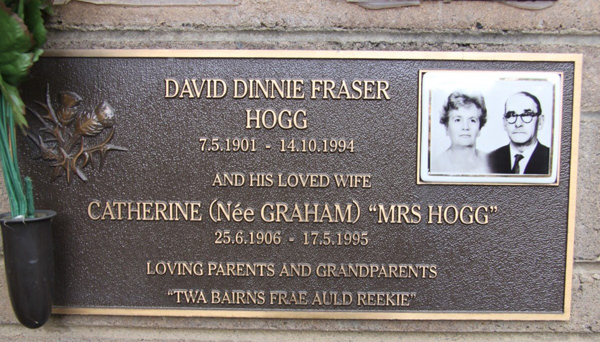 DAVID DINNIE FRASER
HOGG
7.5.1901 - 14.10.1994
AND HIS LOVED WIFE
CATHERINE (Née GRAHAM) "MRS HOGG"
25.6.1906 - 17.5.1995
LOVING PARENTS AND GRANDPARENTS
"TWA BAIRNS FRAE AULD REEKIE"